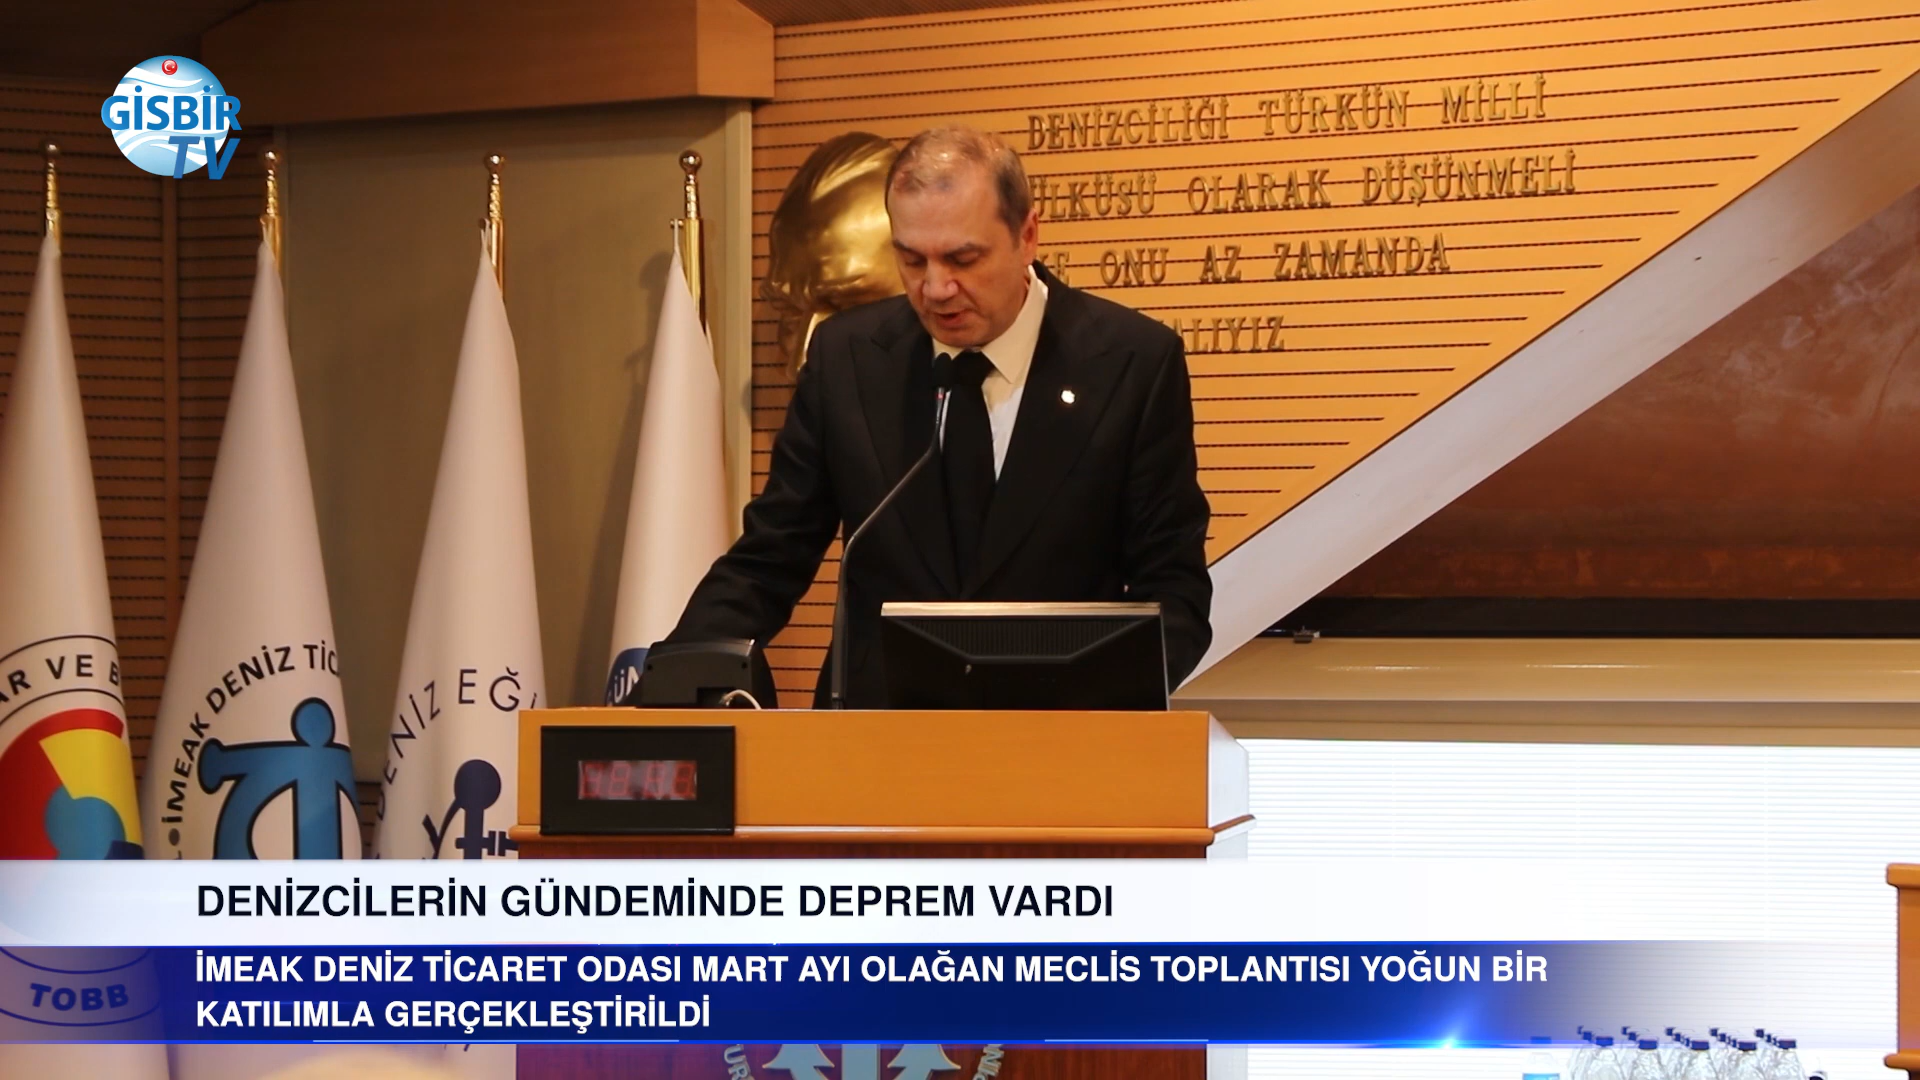 GİSBİR
TV
DENİZCİLİĞİ TÜRKÜN MİLLİ
ÜLKÜSÜ OLARAK DÜŞÜNMELİ
ONU AZ ZAMANDA
ALIYIZ
AR VE B
İMEAK DENİZ TİC
DENİZ EĞİ
TOBB
DENİZCİLERİN GÜNDEMİNDE DEPREM VARDI
İMEAK DENİZ TİCARET ODASI MART AYI OLAĞAN MECLİS TOPLANTISI YOĞUN BİR
KATILIMLA GERÇEKLEŞTİRİLDİ